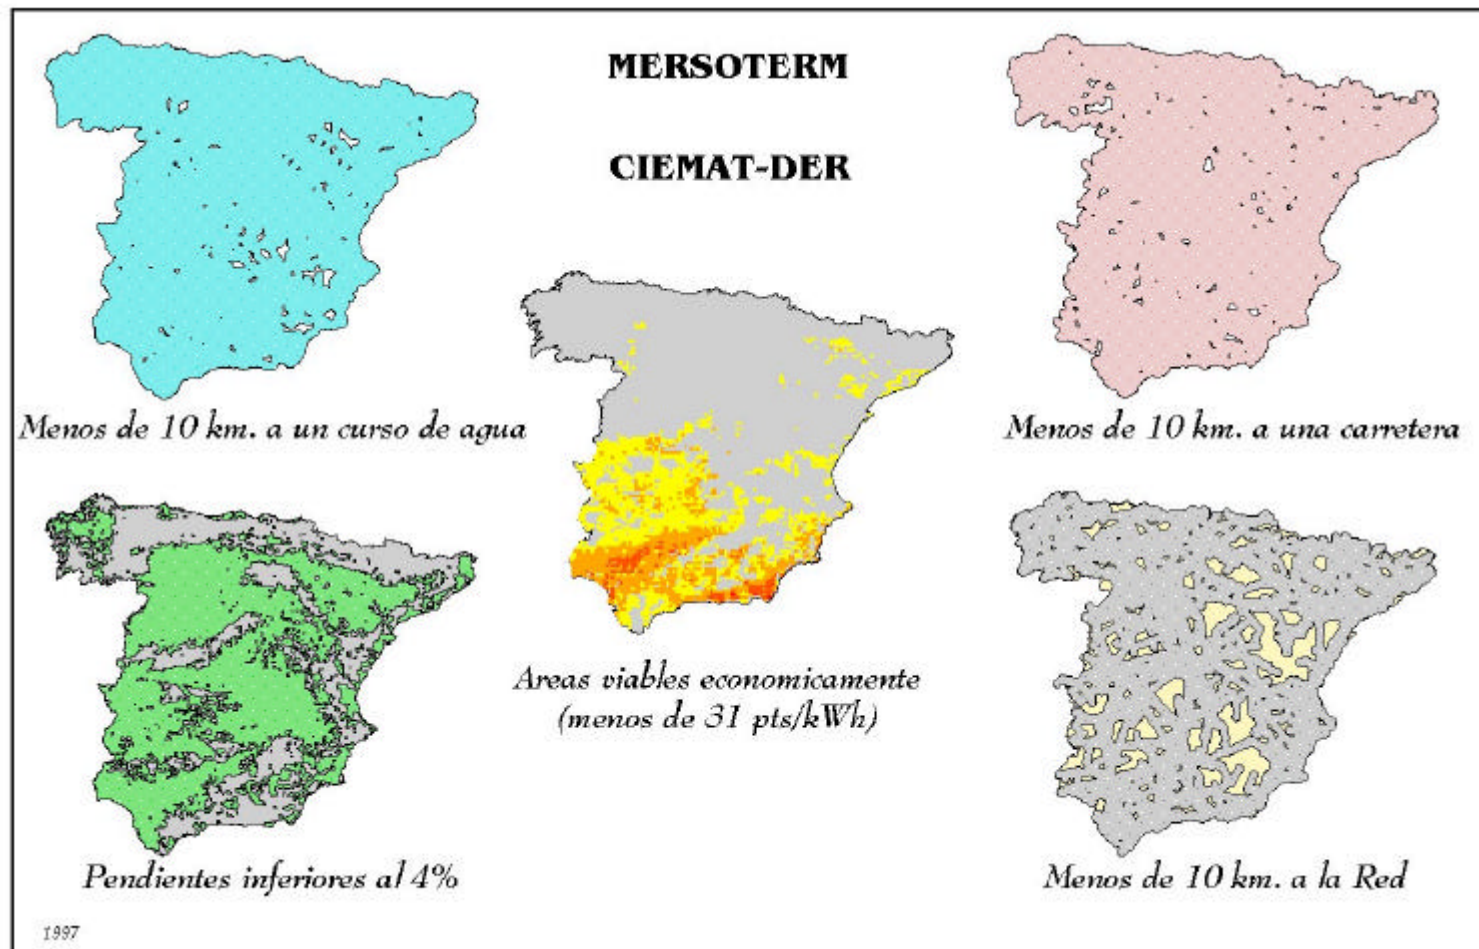 MERSOTERM
CIEMAT-DER
Menos de 10 km. a un curso de agua
Menos de 10 km. a una carretera
Areas viables economicamente
(menos de 31 pts/kWh)
Pendientes inferiores al 4%
Menos de 10 km. a la Red
1997